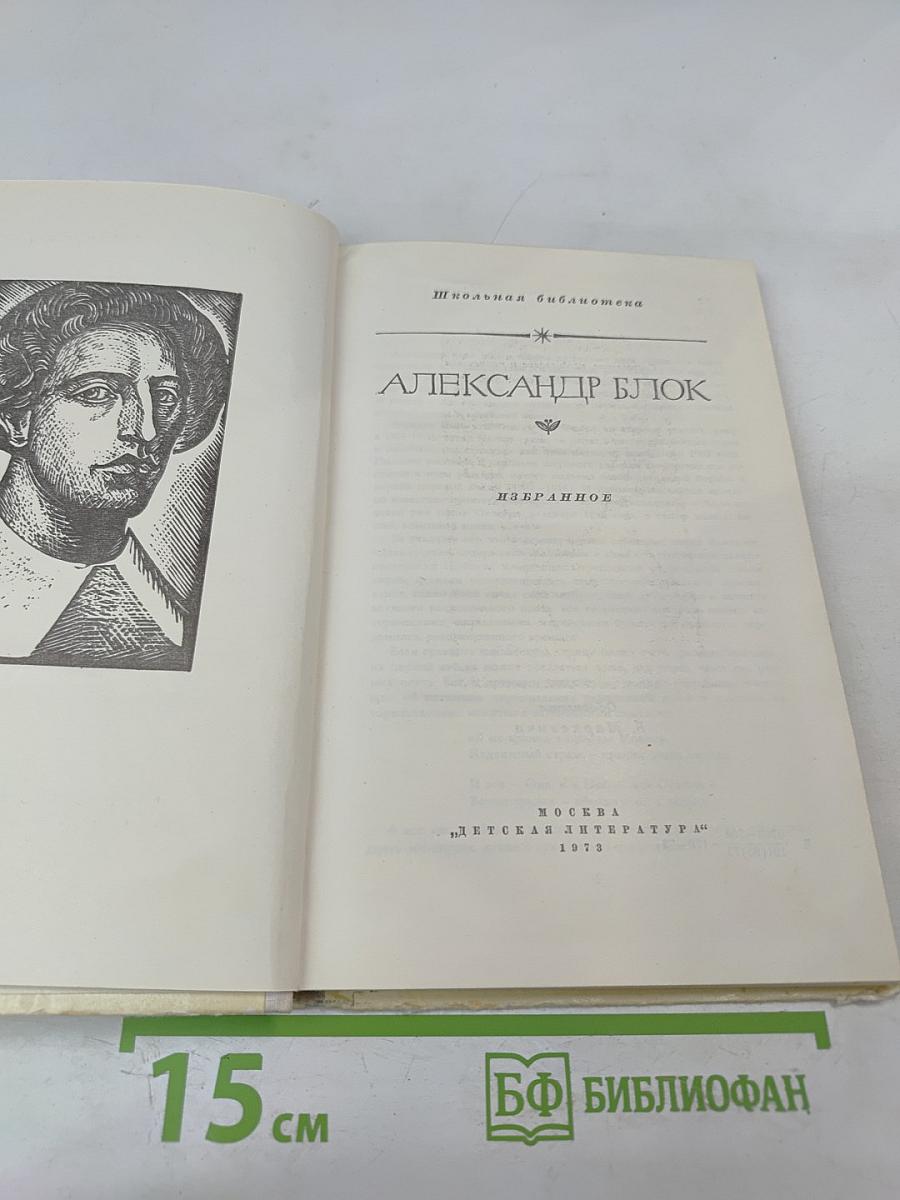 Школьная библиотека
АЛЕКСАНДР БЛОК
ИЗБРАННОЕ
МОСКВА
„ДЕТСКАЯ ЛИТЕРАТУРА“
1973
15 см
БФ БИБЛИОФАН